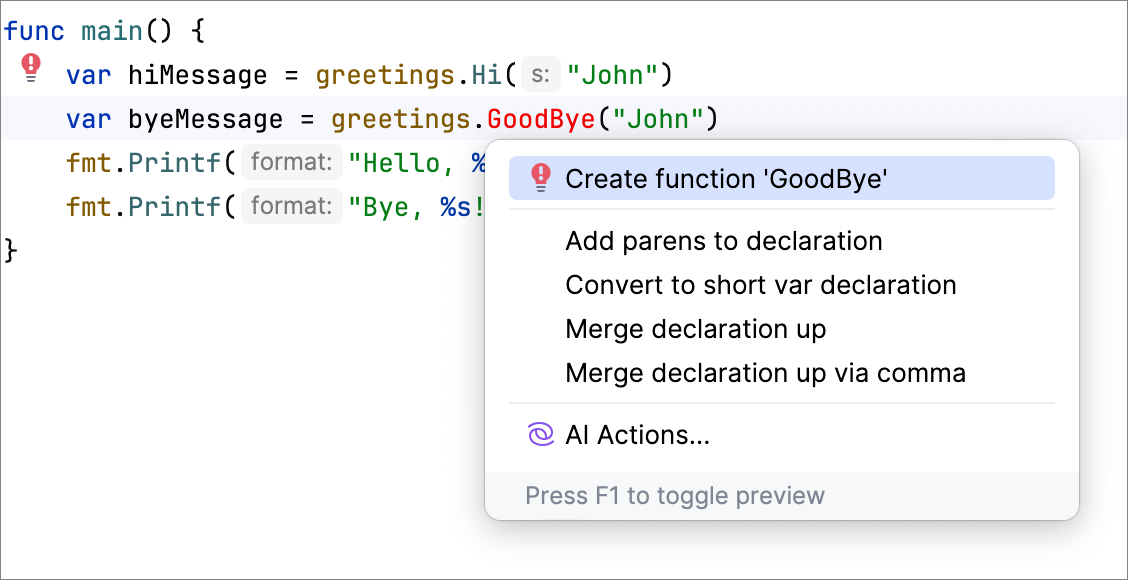 func main() {
var hiMessage = greetings.Hi( s: "John")
var byeMessage = greetings.GoodBye("John")
fmt.Printf( format: "Hello, %
fmt.Printf( format: "Bye, %s!
}
Create function 'GoodBye'
Add parens to declaration
Convert to short var declaration
Merge declaration up
Merge declaration up via comma
AI Actions...
Press F1 to toggle preview